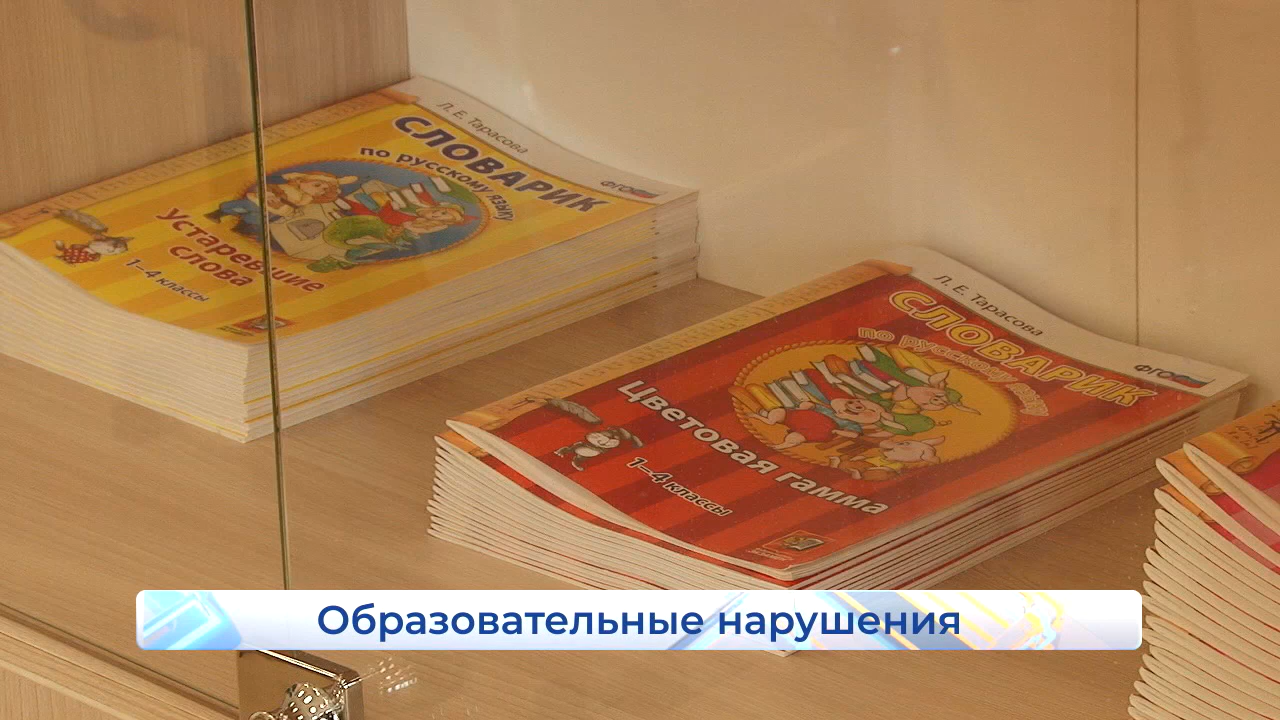 Л. Е. Тарасова
СЛОВАРИК
по русскому языку
ФГОС
Устаревшие
слова
1–4 классы
Л. Е. Тарасова
СЛОВАРИК
по русскому языку
ФГОС
Цветовая гамма
1–4 классы
Образовательные нарушения